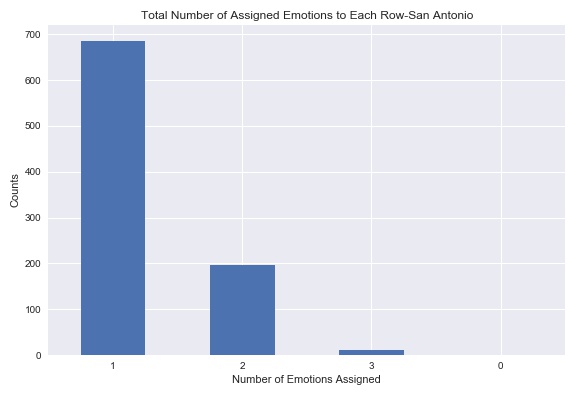 Total Number of Assigned Emotions to Each Row-San Antonio
700
600
500
400
300
200
100
0
Counts
1 2 3 0
Number of Emotions Assigned